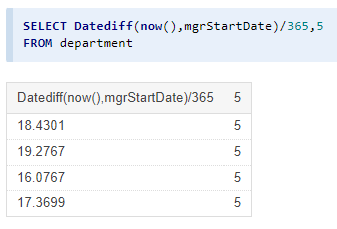 SELECT Datediff(now(),mgrStartDate)/365,5
FROM department
Datediff(now(),mgrStartDate)/365 5
18.4301 5
19.2767 5
16.0767 5
17.3699 5